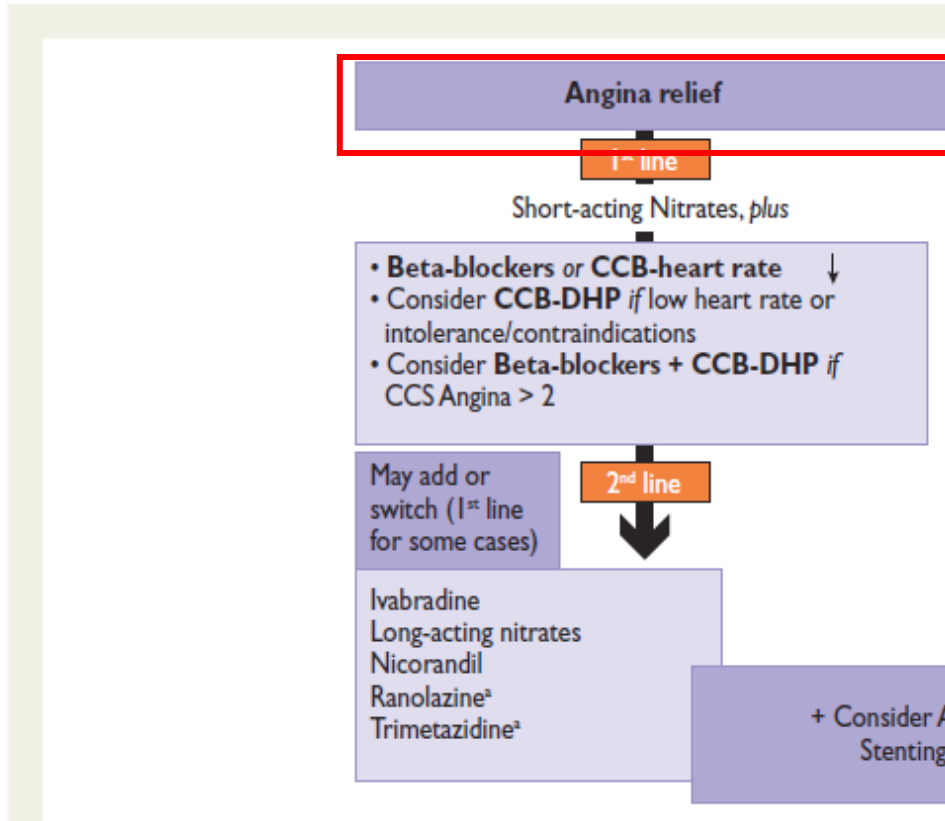 Angina relief
1st line
Short-acting Nitrates, plus
• Beta-blockers or CCB-heart rate ↓
• Consider CCB-DHP if low heart rate or
intolerance/contraindications
• Consider Beta-blockers + CCB-DHP if
CCS Angina > 2
May add or
switch (1st line
for some cases)
2nd line
Ivabradine
Long-acting nitrates
Nicorandil
Ranolazineª
Trimetazidineª
+ Consider
Stenting